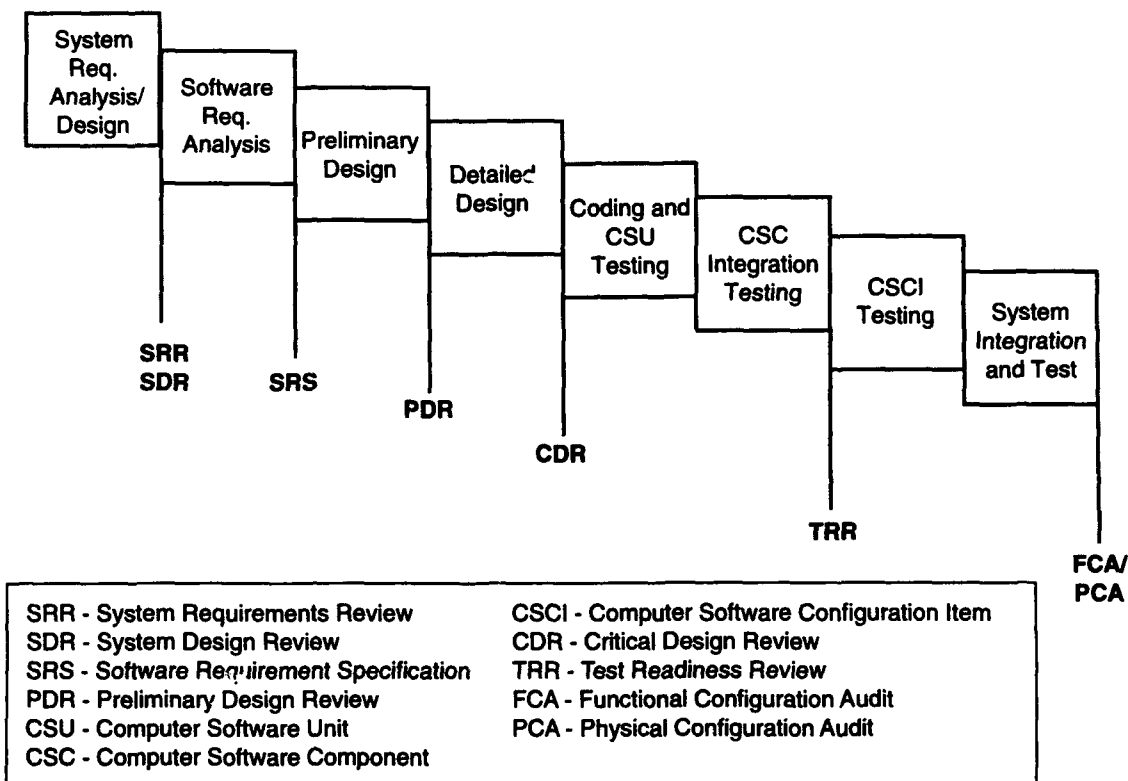 System
Req.
Analysis/
Design
Software
Req.
Analysis
Preliminary
Design
Detailed
Design
Coding and
CSU
Testing
CSC
Integration
Testing
CSCI
Testing
System
Integration
and Test
SRR
SDR
SRS
PDR
CDR
TRR
FCA/
PCA
SRR - System Requirements Review
SDR - System Design Review
SRS - Software Requirement Specification
PDR - Preliminary Design Review
CSU - Computer Software Unit
CSC - Computer Software Component
CSCI - Computer Software Configuration Item
CDR - Critical Design Review
TRR - Test Readiness Review
FCA - Functional Configuration Audit
PCA - Physical Configuration Audit